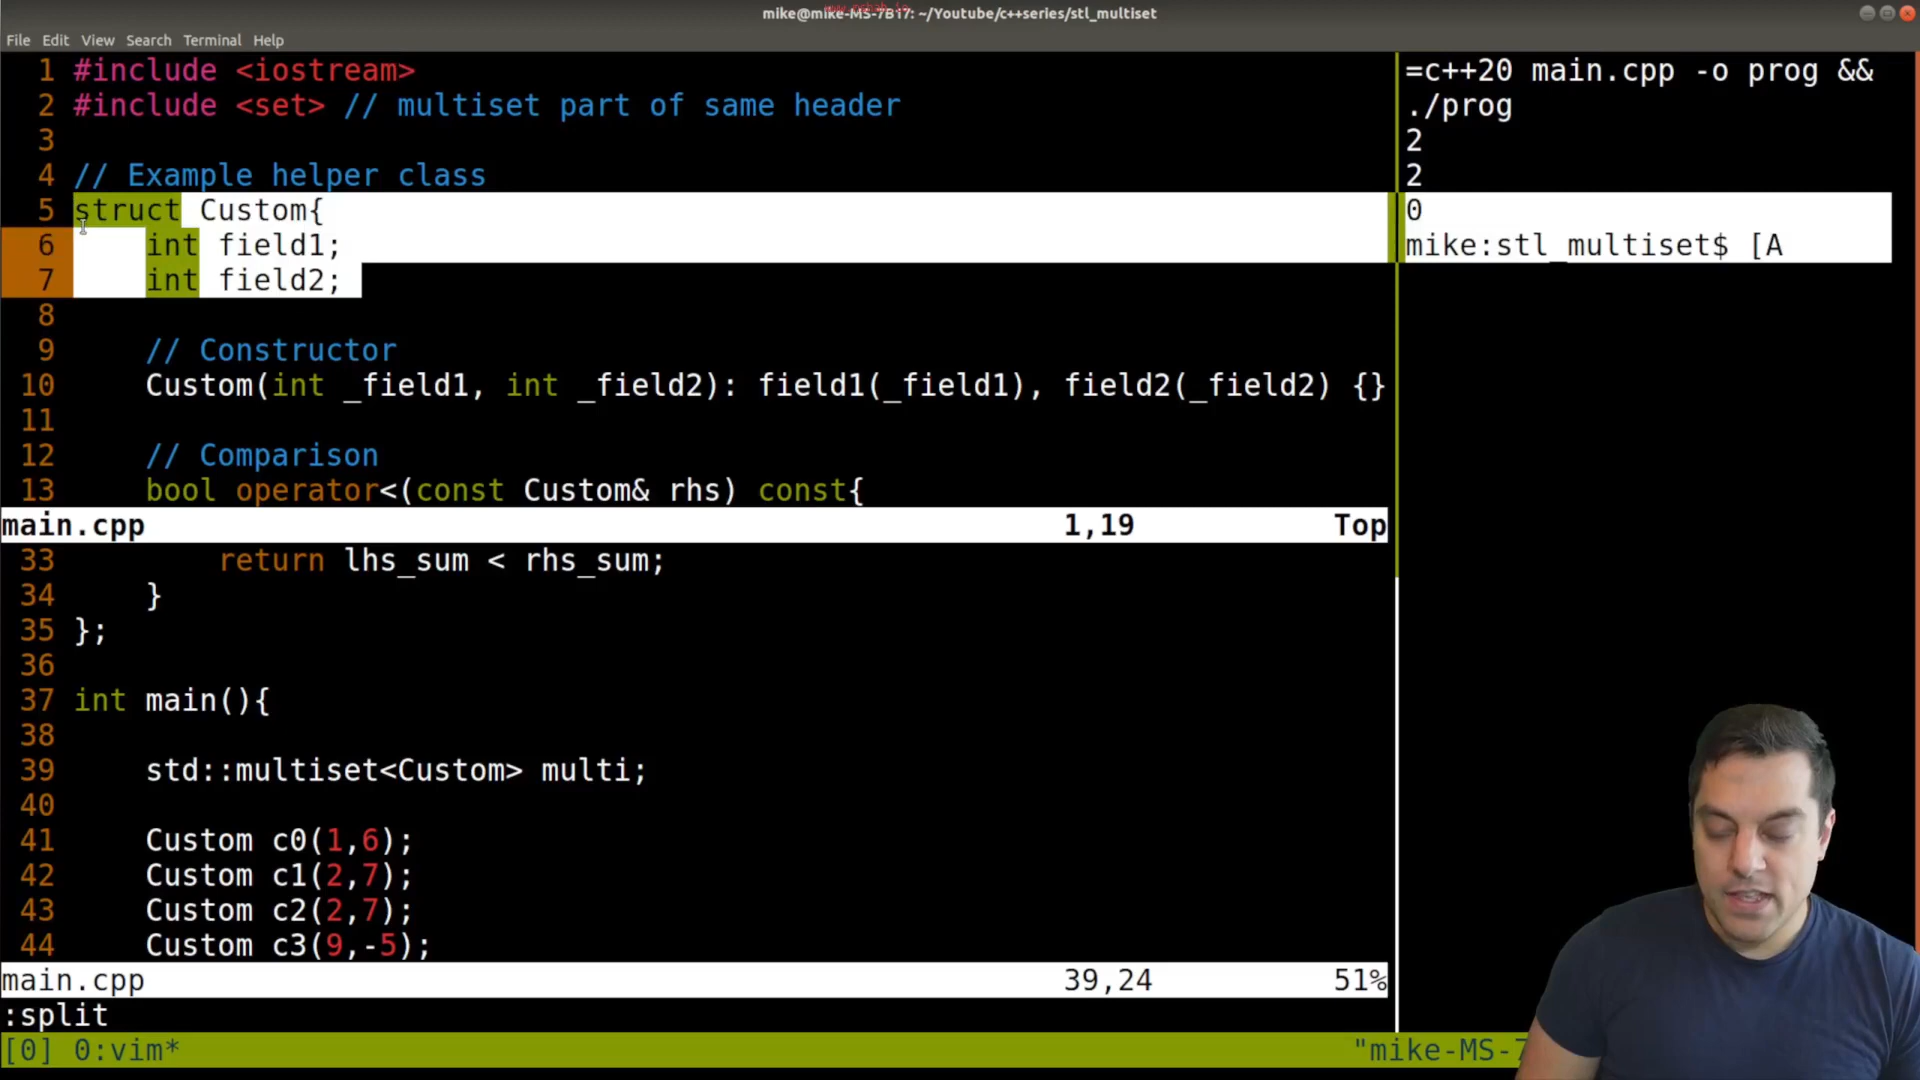 mike@mike-MS-7B17: ~/Youtube/c++series/stl_multiset
File Edit View Search Terminal Help
1 #include <iostream>
2 #include <set> // multiset part of same header
3
4 // Example helper class
5 struct Custom{
6 int field1;
7 int field2;
8
9 // Constructor
10 Custom(int _field1, int _field2): field1(_field1), field2(_field2) {}
11
12 // Comparison
13 bool operator<(const Custom& rhs) const{
main.cpp 1,19 Top
33 return lhs_sum < rhs_sum;
34 }
35 };
36
37 int main(){
38
39 std::multiset<Custom> multi;
40
41 Custom c0(1,6);
42 Custom c1(2,7);
43 Custom c2(2,7);
44 Custom c3(9,-5);
main.cpp 39,24 51%
:split
[0] 0:vim* "mike-MS-7
=c++20 main.cpp -o prog &&
./prog
2
2
0
mike:stl_multiset$ [A